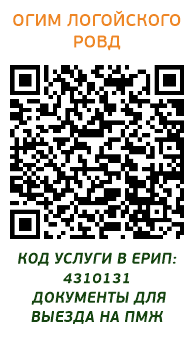 ОГИМ ЛОГОЙСКОГО
РОВД
КОД УСЛУГИ В ЕРИП:
4310131
ДОКУМЕНТЫ ДЛЯ
ВЫЕЗДА НА ПМЖ